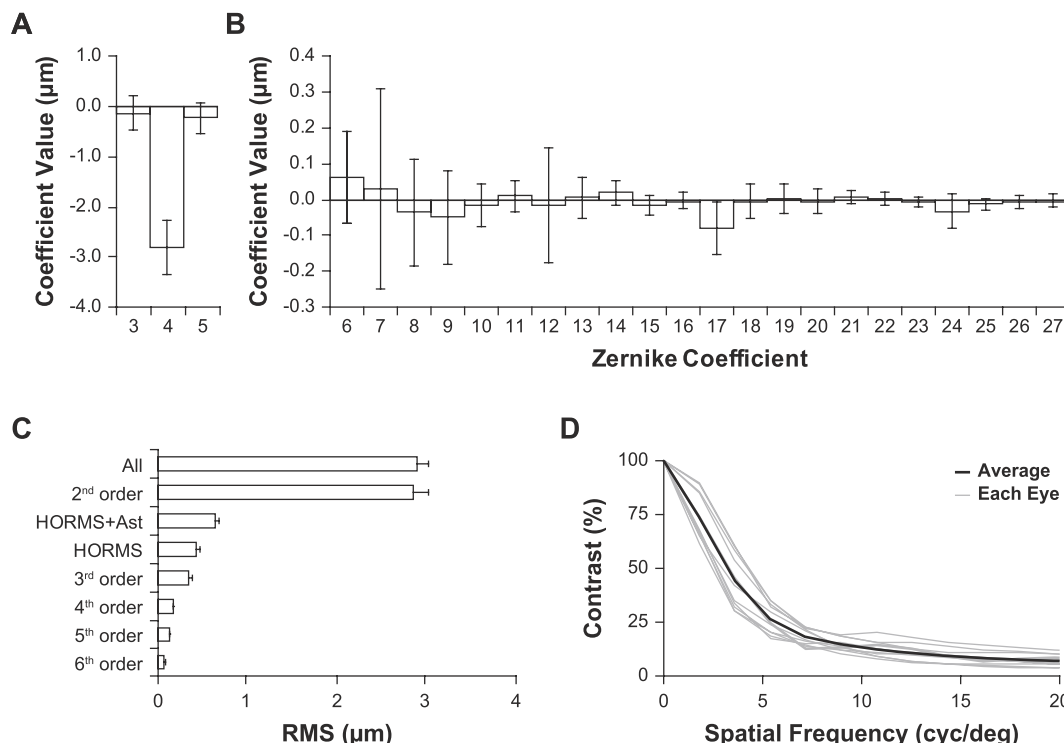 A
B
Coefficient Value (µm)
1.0
0.0
-1.0
-2.0
-3.0
-4.0
3 4 5
Coefficient Value (µm)
0.4
0.3
0.2
0.1
0.0
-0.1
-0.2
-0.3
6 7 8 9 10 11 12 13 14 15 16 17 18 19 20 21 22 23 24 25 26 27
Zernike Coefficient
C
All
2nd order
HORMS+Ast
HORMS
3rd order
4th order
5th order
6th order
0 1 2 3 4
RMS (µm)
D
Contrast (%)
100
75
50
25
0
Average
Each Eye
0 5 10 15 20
Spatial Frequency (cyc/deg)